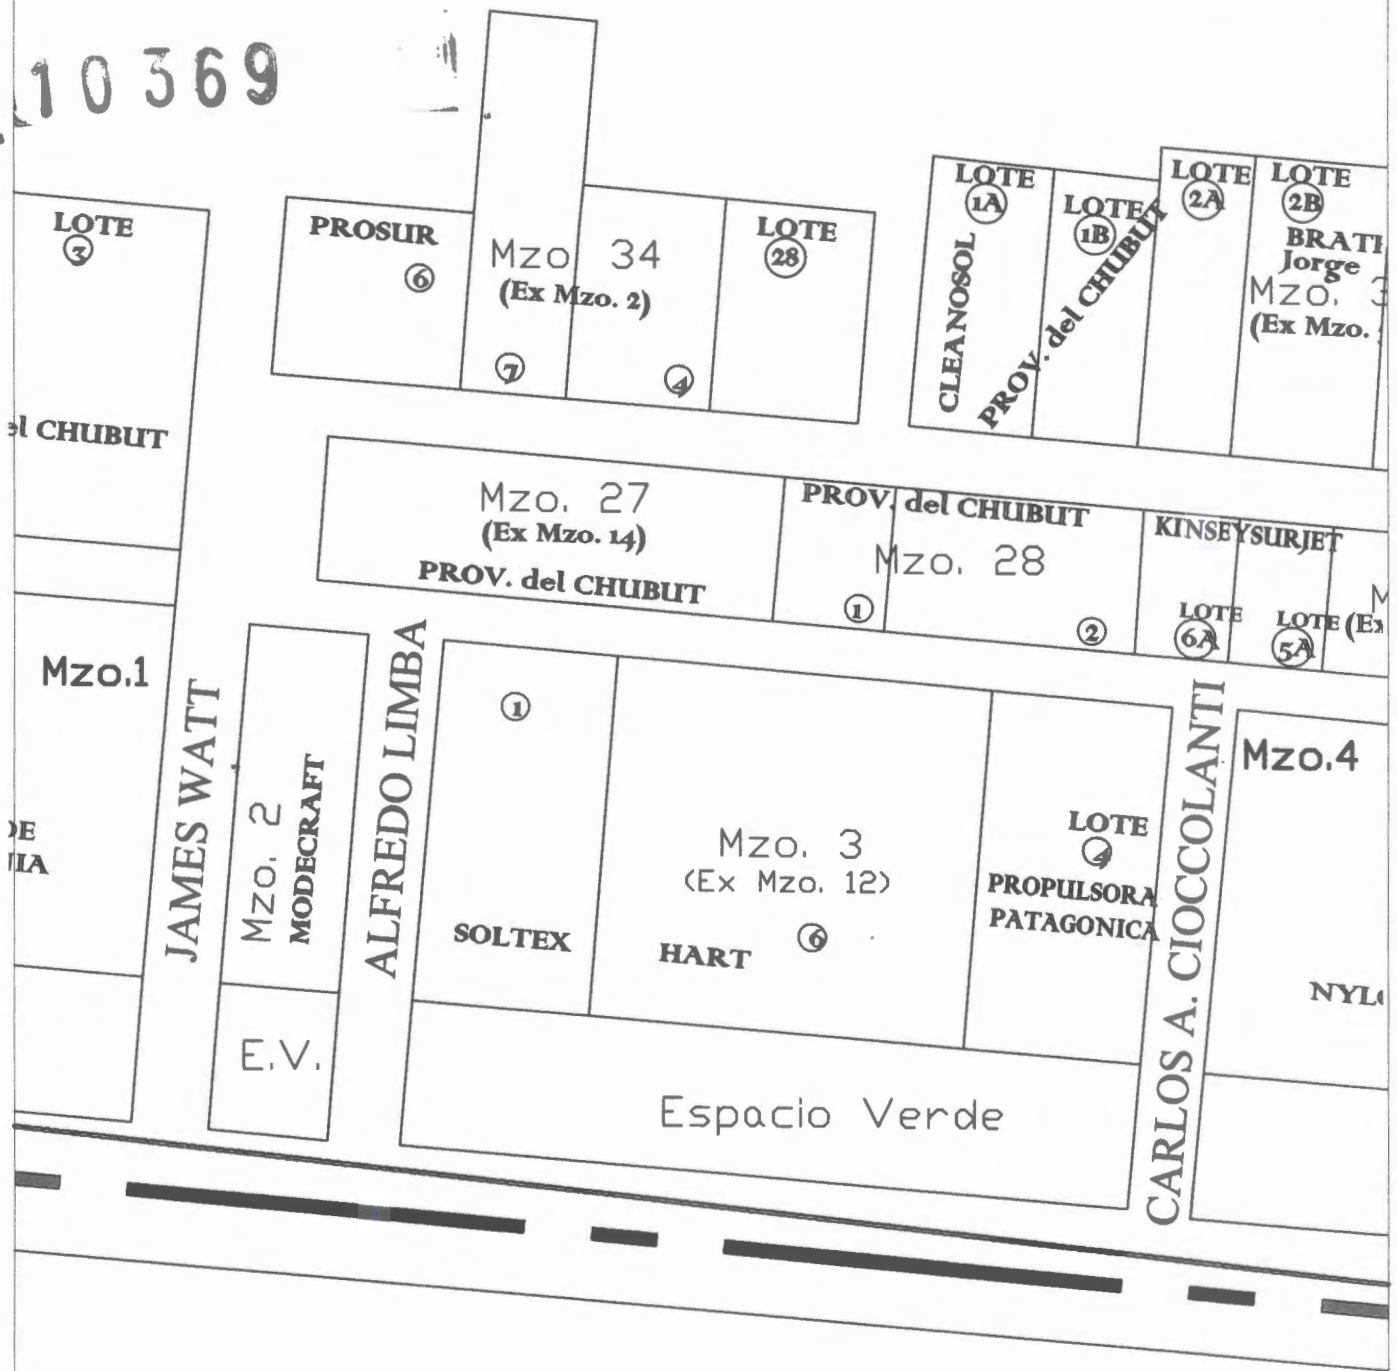 10369
LOTE
3
PROSUR
6
Mzo 34
(Ex Mzo. 2)
7
4
LOTE
28
LOTE
1A
CLEANOSOL
LOTE
1B
PROV. del CHUBUT
LOTE
2A
LOTE
2B
Jorge
Mzo.
(Ex Mzo.
CHUBUT
Mzo. 27
(Ex Mzo. 14)
PROV. del CHUBUT
PROV. del CHUBUT
Mzo. 28
1
2
KINSEY
SURJET
LOTE
6A
LOTE
5A
Mzo.1
JAMES WATT
Mzo. 2
MODECRAFT
E.V.
ALFREDO LIMBA
1
SOLTEX
Mzo. 3
(Ex Mzo. 12)
6
HART
LOTE
4
PROPULSORA
PATAGONICA
CARLOS A. CIOCCOLANTI
Mzo.4
Espacio Verde